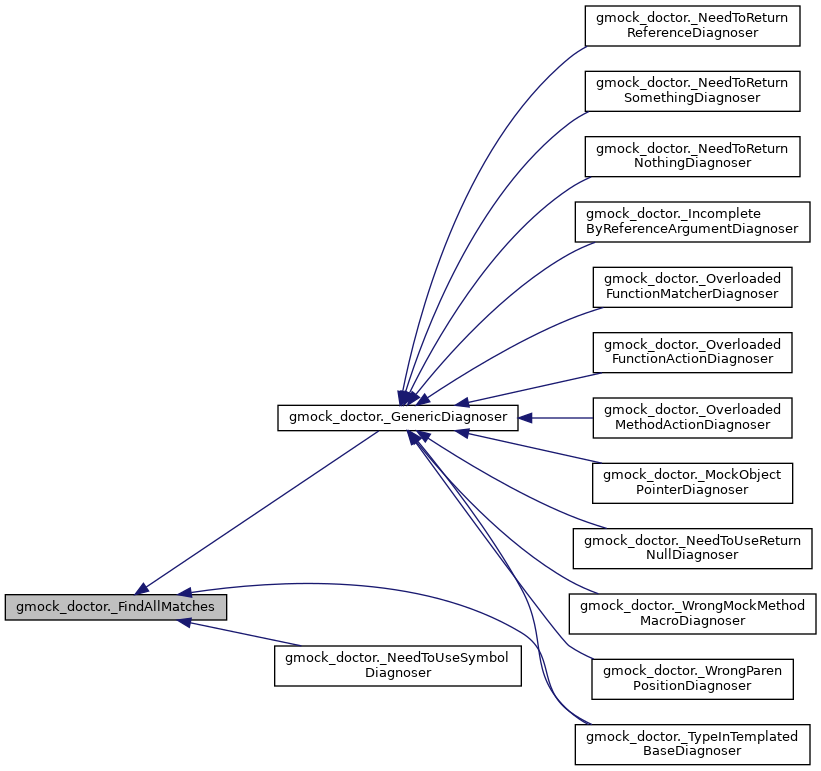 gmock_doctor._NeedToReturn
ReferenceDiagnoser
gmock_doctor._NeedToReturn
SomethingDiagnoser
gmock_doctor._NeedToReturn
NothingDiagnoser
gmock_doctor._Incomplete
ByReferenceArgumentDiagnoser
gmock_doctor._Overloaded
FunctionMatcherDiagnoser
gmock_doctor._Overloaded
FunctionActionDiagnoser
gmock_doctor._GenericDiagnoser
gmock_doctor._Overloaded
MethodActionDiagnoser
gmock_doctor._MockObject
PointerDiagnoser
gmock_doctor._NeedToUseReturn
NullDiagnoser
gmock_doctor._FindAllMatches
gmock_doctor._WrongMockMethod
MacroDiagnoser
gmock_doctor._NeedToUseSymbol
Diagnoser
gmock_doctor._WrongParen
PositionDiagnoser
gmock_doctor._TypeInTemplated
BaseDiagnoser